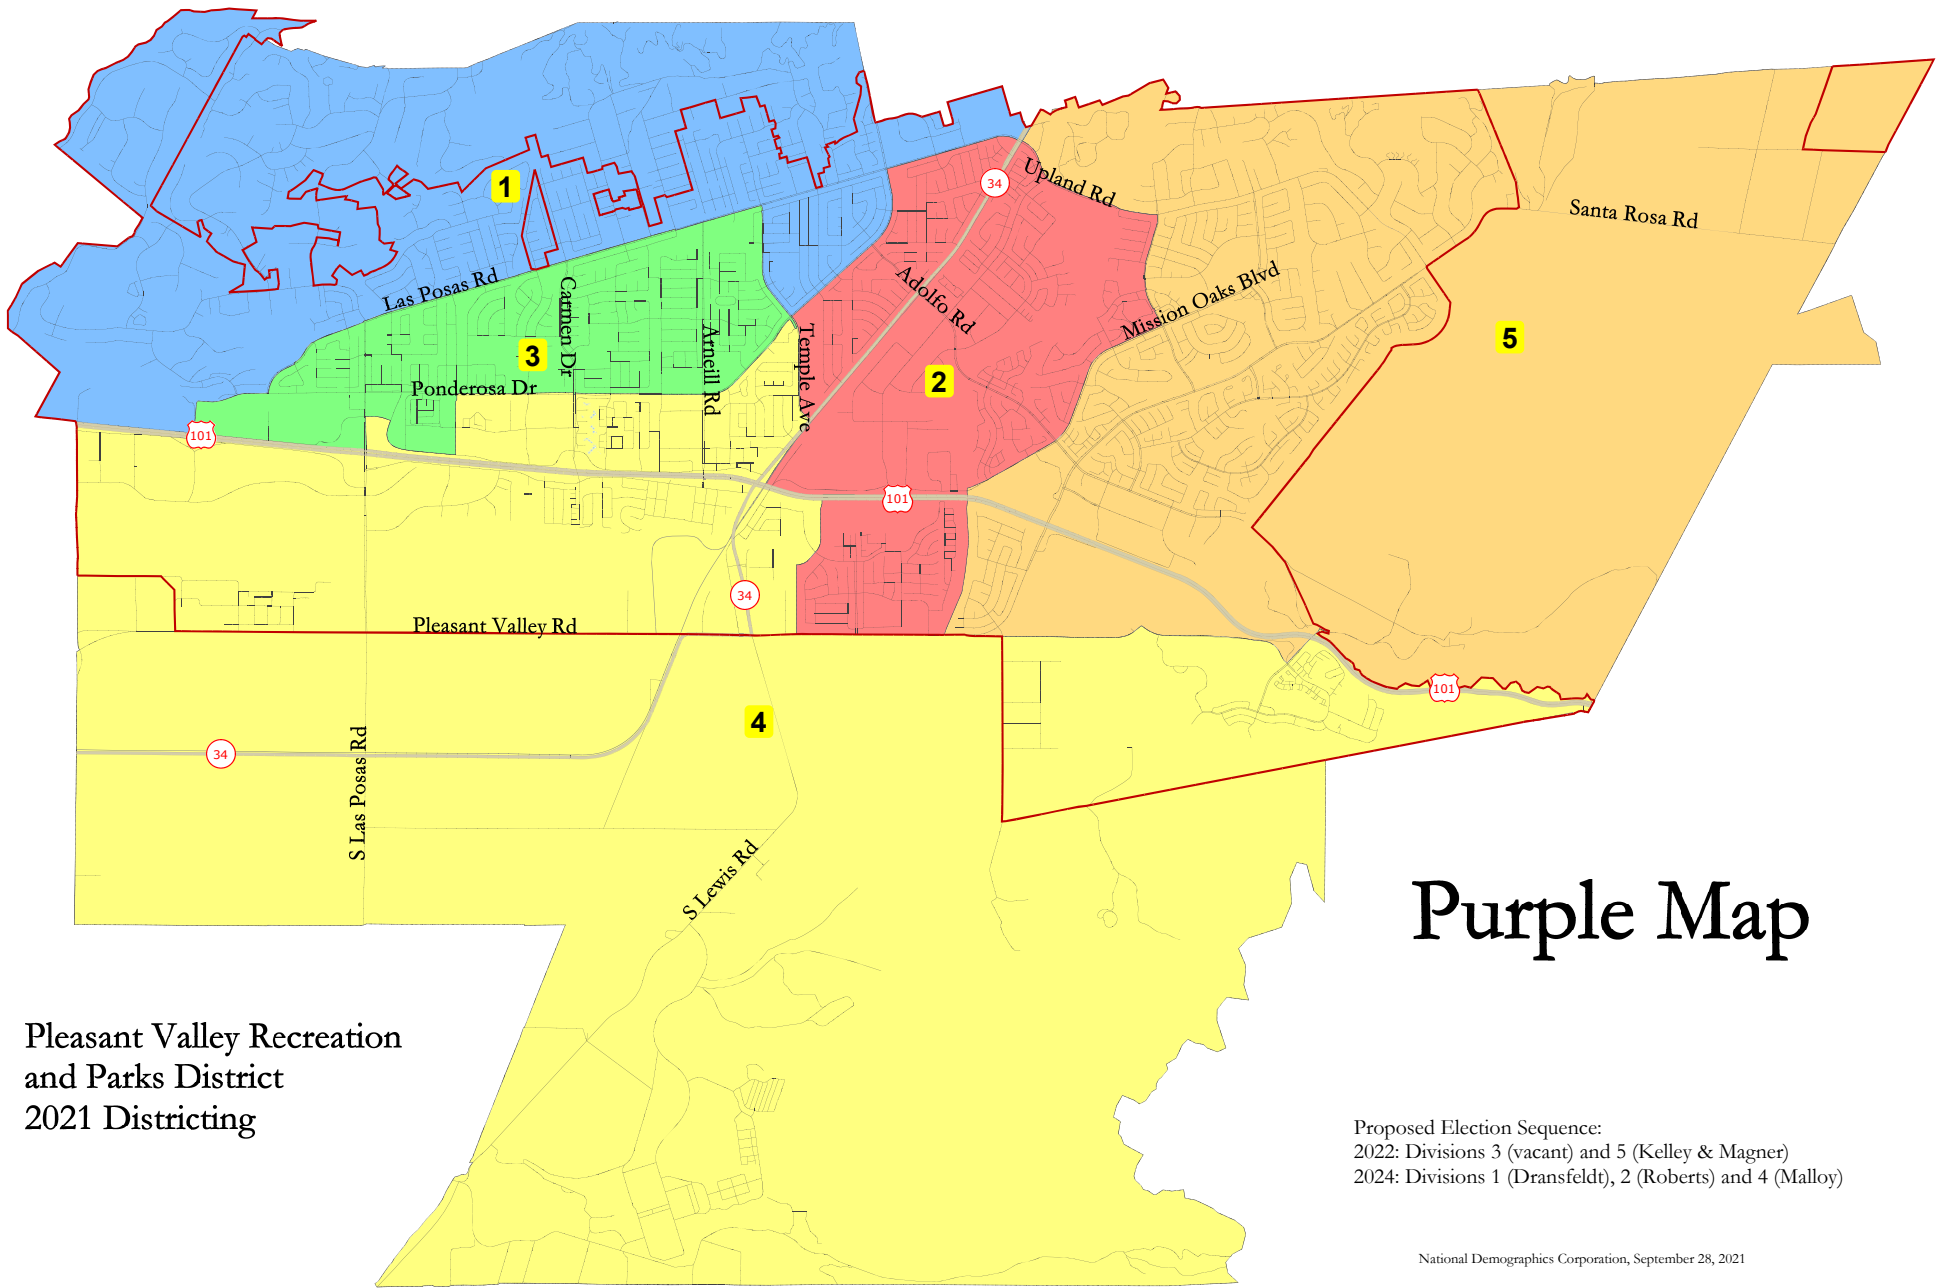 34
Upland Rd
1
Santa Rosa Rd
Las Posas Rd
Carmen Dr
Adolfo Rd
Mission Oaks Blvd
Arneill Rd
Temple Ave
3
5
2
Ponderosa Dr
101
101
34
Pleasant Valley Rd
101
4
34
S Las Posas Rd
S Lewis Rd
Purple Map
Pleasant Valley Recreation
and Parks District
2021 Districting
Proposed Election Sequence:
2022: Divisions 3 (vacant) and 5 (Kelley & Magner)
2024: Divisions 1 (Dransfeldt), 2 (Roberts) and 4 (Malloy)
National Demographics Corporation, September 28, 2021